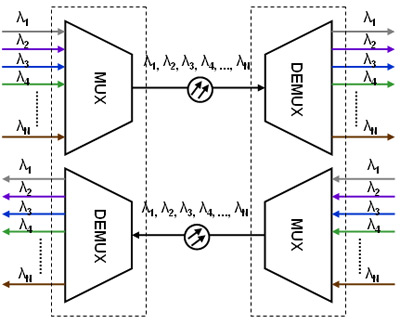 λ1
λ2
λ3
λ4
λN
MUX
λ1, λ2, λ3, λ4, ..., λN
DEMUX
λ1
λ2
λ3
λ4
λN
λ1
λ2
λ3
λ4
λN
DEMUX
λ1, λ2, λ3, λ4, ..., λN
MUX
λ1
λ2
λ3
λ4
λN